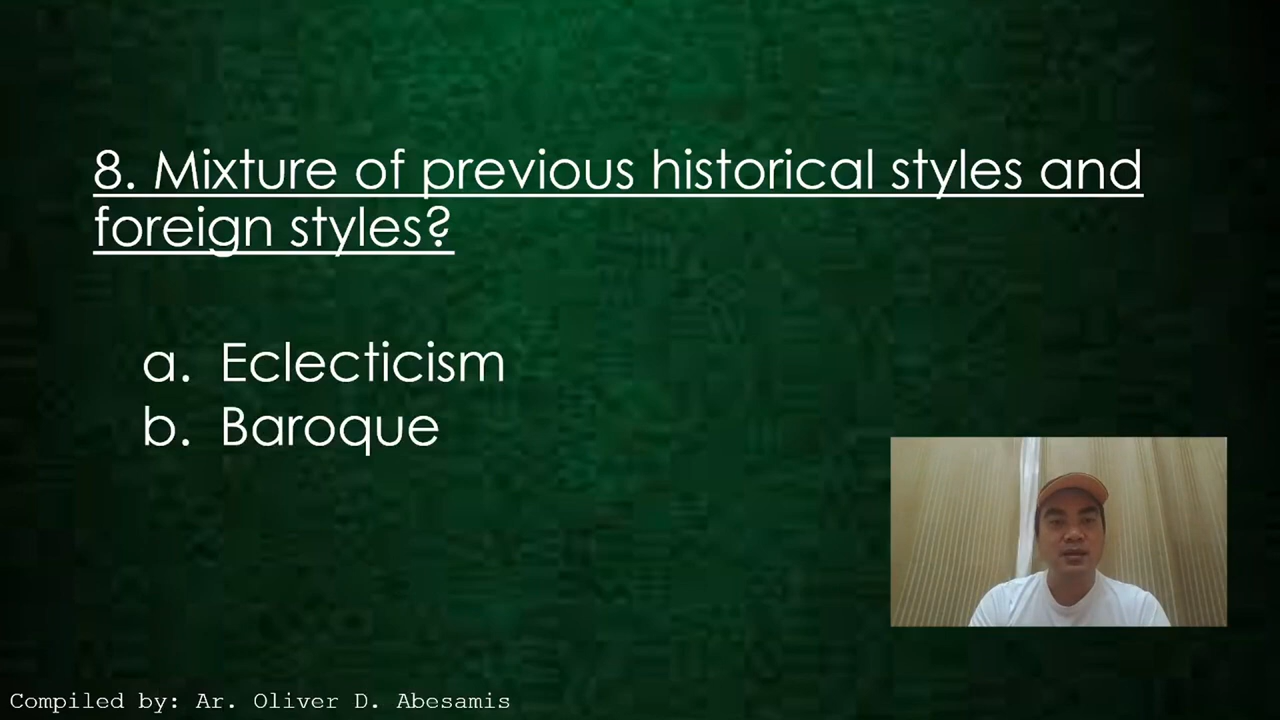 8. Mixture of previous historical styles and
foreign styles?
a. Eclecticism
b. Baroque
Compiled by: Ar. Oliver D. Abesamis